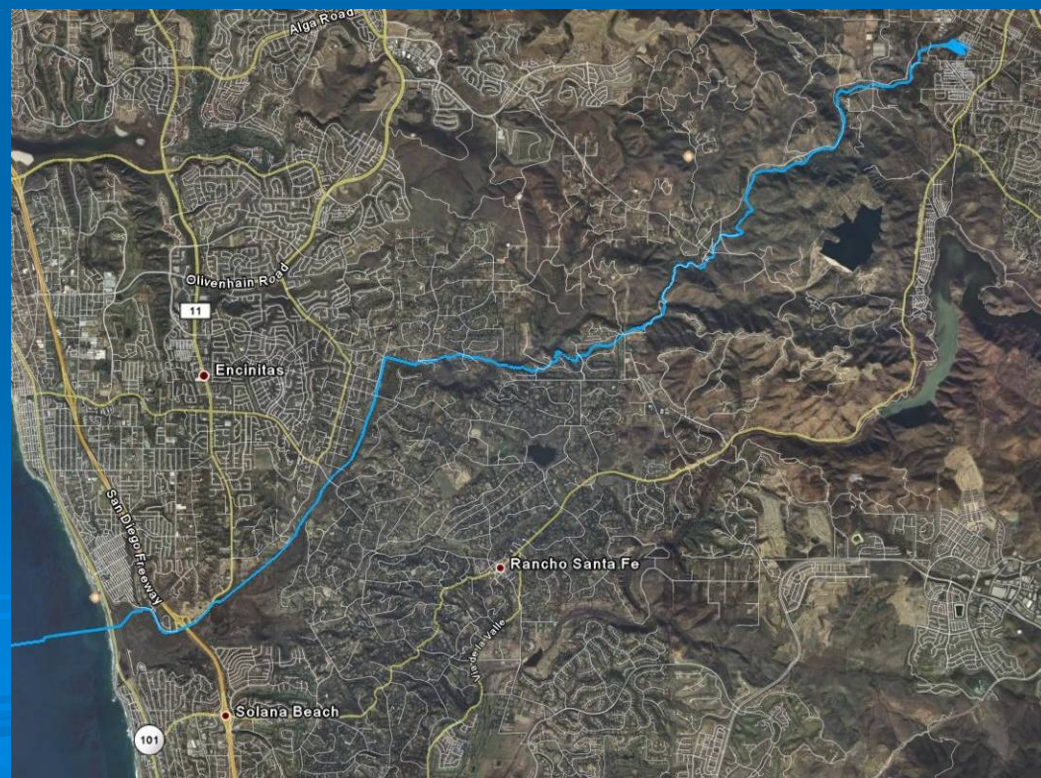 Alga Road
Olivenhain Road
11
Encinitas
San Diego Freeway
Rancho Santa Fe
Via de la Valle
Solana Beach
101